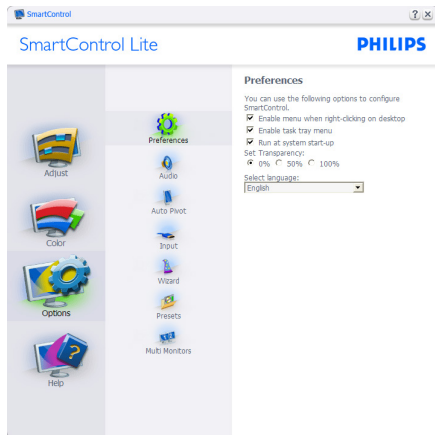 SmartControl
SmartControl Lite
PHILIPS
Adjust
Color
Options
Help
Preferences
Audio
Auto Pivot
Input
Wizard
Presets
Multi Monitors
Preferences
You can use the following options to configure
SmartControl.
Enable menu when right-clicking on desktop
Enable task tray menu
Run at system start-up
Set Transparency:
0% 50% 100%
Select language:
English